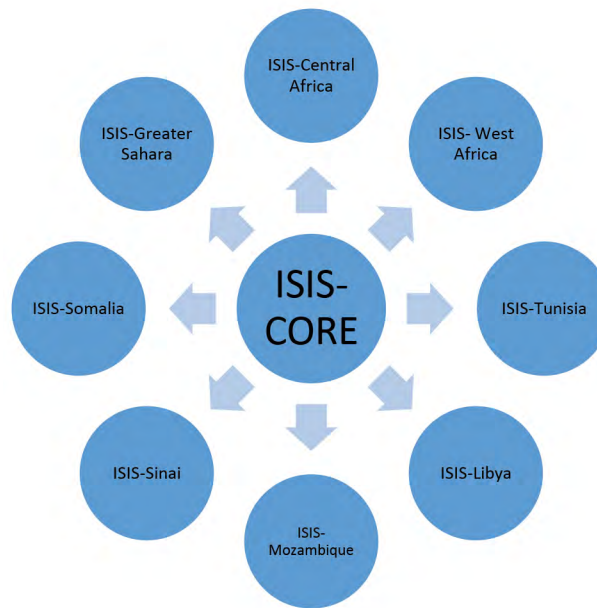 ISIS-Central
Africa
ISIS-Greater
Sahara
ISIS- West
Africa
ISIS-
CORE
ISIS-Somalia
ISIS-Tunisia
ISIS-Sinai
ISIS-Libya
ISIS-
Mozambique